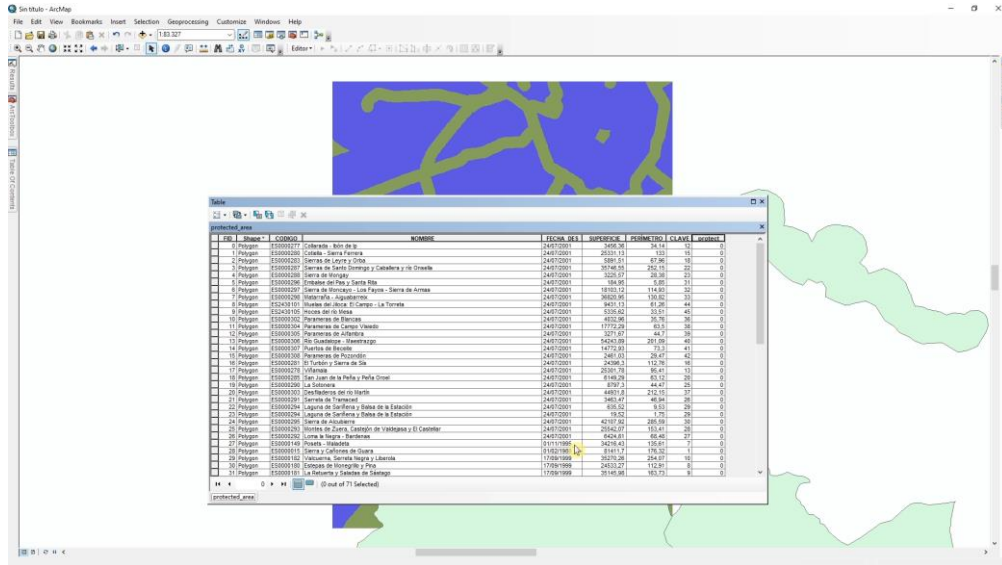 Sin título - ArcMap
File Edit View Bookmarks Insert Selection Geoprocessing Customize Windows Help
1:83.327
Editor
Results
ArcToolbox
Table Of Contents
Table
protected_area
FID Shape * CODIGO NOMBRE FECHA_DES SUPERFICIE PERÍMETRO CLAVE protect
0 Polygon ES0000277 Collarada - Ibón de Ip 24/07/2001 3456,36 34,14 12 0
1 Polygon ES0000280 Cotiella - Sierra Ferrera 24/07/2001 25331,13 133 15 0
2 Polygon ES0000283 Sierras de Leyre y Orba 24/07/2001 5891,51 67,96 18 0
3 Polygon ES0000287 Sierras de Santo Domingo y Caballera y río Onsella 24/07/2001 35746,55 252,15 22 0
4 Polygon ES0000288 Sierra de Mongay 24/07/2001 3225,57 28,38 23 0
5 Polygon ES0000296 Embalse del Pas y Santa Rita 24/07/2001 184,95 5,85 31 0
6 Polygon ES0000297 Sierra de Moncayo - Los Fayos - Sierra de Armas 24/07/2001 18103,12 114,93 32 0
7 Polygon ES0000298 Matarraña - Aiguabarreix 24/07/2001 36820,95 130,82 33 0
8 Polygon ES2430101 Muelas del Jiloca: El Campo - La Torreta 24/07/2001 9431,13 61,26 44 0
9 Polygon ES2430105 Hoces del río Mesa 24/07/2001 5335,62 33,51 45 0
10 Polygon ES0000302 Parameras de Blancas 24/07/2001 4032,96 35,76 36 0
11 Polygon ES0000304 Parameras de Campo Visiedo 24/07/2001 17772,29 63,5 38 0
12 Polygon ES0000305 Parameras de Alfambra 24/07/2001 3271,67 44,7 39 0
13 Polygon ES0000306 Río Guadalope - Maestrazgo 24/07/2001 54243,89 281,09 40 0
14 Polygon ES0000307 Puertos de Beceite 24/07/2001 14772,93 73,3 41 0
15 Polygon ES0000308 Parameras de Pozondón 24/07/2001 2461,03 29,47 42 0
16 Polygon ES0000281 El Turbón y Sierra de Sis 24/07/2001 24398,3 112,76 16 0
17 Polygon ES0000278 Viñamala 24/07/2001 25301,78 95,41 13 0
18 Polygon ES0000285 San Juan de la Peña y Peña Oroel 24/07/2001 6149,29 63,12 20 0
19 Polygon ES0000290 La Sotonera 24/07/2001 8797,3 44,47 25 0
20 Polygon ES0000303 Desfiladeros del río Martín 24/07/2001 44931,8 212,15 37 0
21 Polygon ES0000291 Serreta de Tramaced 24/07/2001 3463,47 46,94 26 0
22 Polygon ES0000294 Laguna de Sariñena y Balsa de la Estación 24/07/2001 635,52 9,53 29 0
23 Polygon ES0000294 Laguna de Sariñena y Balsa de la Estación 24/07/2001 19,52 1,75 29 0
24 Polygon ES0000295 Sierra de Alcubierre 24/07/2001 42107,92 285,59 30 0
25 Polygon ES0000293 Montes de Zuera, Castejón de Valdejasa y El Castellar 24/07/2001 25542,07 153,41 28 0
26 Polygon ES0000292 Loma la Negra - Bardenas 24/07/2001 6424,81 68,46 27 0
27 Polygon ES0000149 Posets - Maladeta 01/11/1995 34216,43 135,61 7 0
28 Polygon ES0000015 Sierra y Cañones de Guara 01/02/198 81411,7 176,32 1 0
29 Polygon ES0000182 Valcuerna, Serreta Negra y Liberola 17/09/1999 35270,26 254,07 10 0
30 Polygon ES0000180 Estepas de Monegrillo y Pina 17/09/1999 24533,27 112,91 8 0
31 Polygon ES0000181 La Retuerta y Saladas de Sástago 17/09/1999 35145,96 163,73 9 0
0 (0 out of 71 Selected)
protected_area